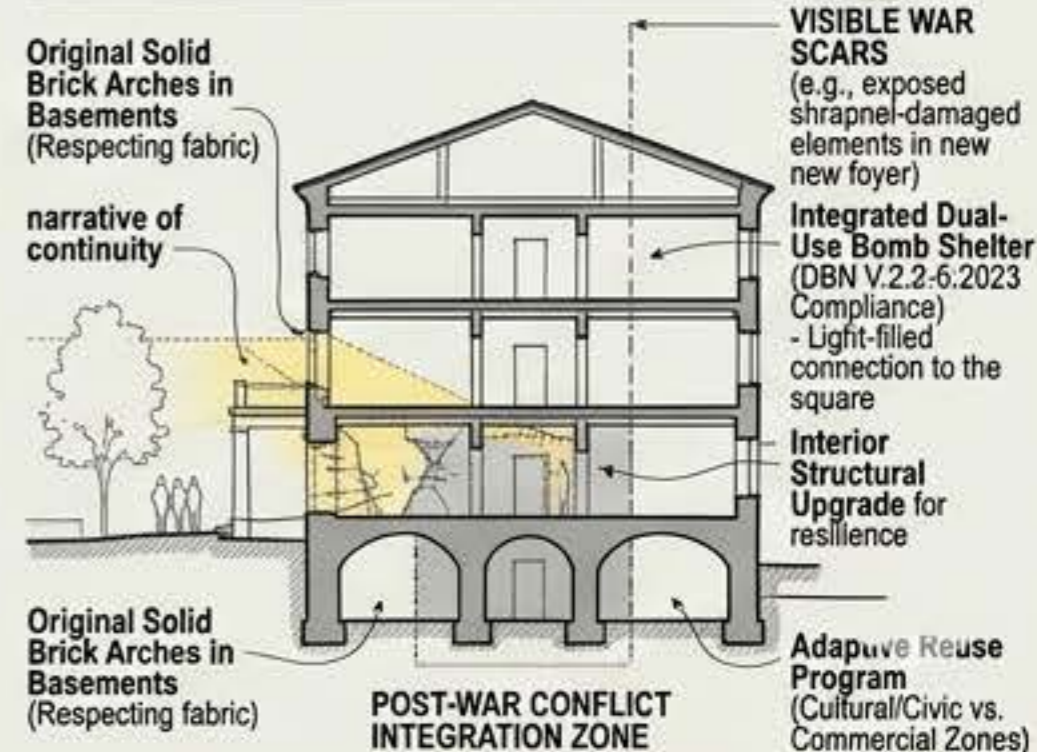 Original Solid
Brick Arches in
Basements
(Respecting fabric)
narrative of
continuity
Original Solid
Brick Arches in
Basements
(Respecting fabric)
POST-WAR CONFLICT
INTEGRATION ZONE
VISIBLE WAR
SCARS
(e.g., exposed
shrapnel-damaged
elements in new
new foyer)
Integrated Dual-
Use Bomb Shelter
(DBN V.2.2-6.2023
Compliance)
- Light-filled
connection to the
square
Interior
Structural
Upgrade for
resilience
Adaptive Reuse
Program
(Cultural/Civic vs.
Commercial Zones)